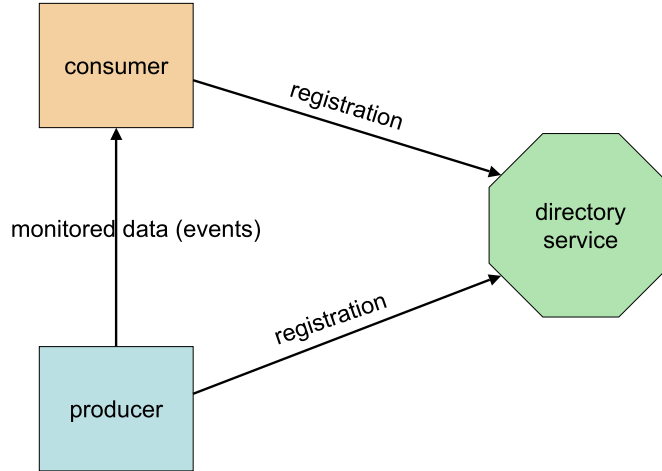 consumer
registration
directory
service
monitored data (events)
registration
producer